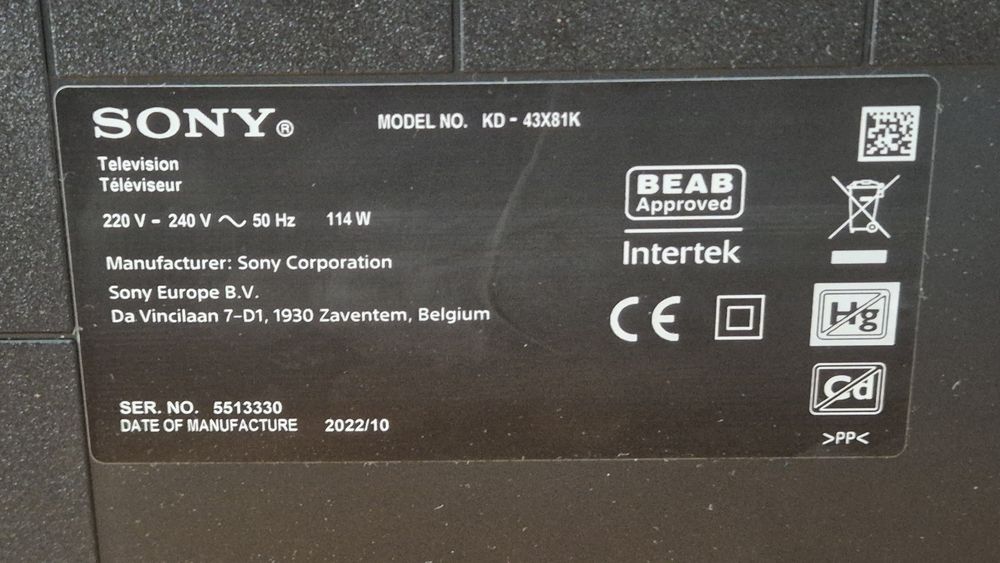 SONY®
MODEL NO. KD - 43X81K
Television
Téléviseur
220 V - 240 V ~ 50 Hz 114 W
Manufacturer: Sony Corporation
Sony Europe B.V.
Da Vincilaan 7-D1, 1930 Zaventem, Belgium
SER. NO. 5513330
DATE OF MANUFACTURE 2022/10
BEAB
Approved
Intertek
CE
Hg
Cd
>PP<